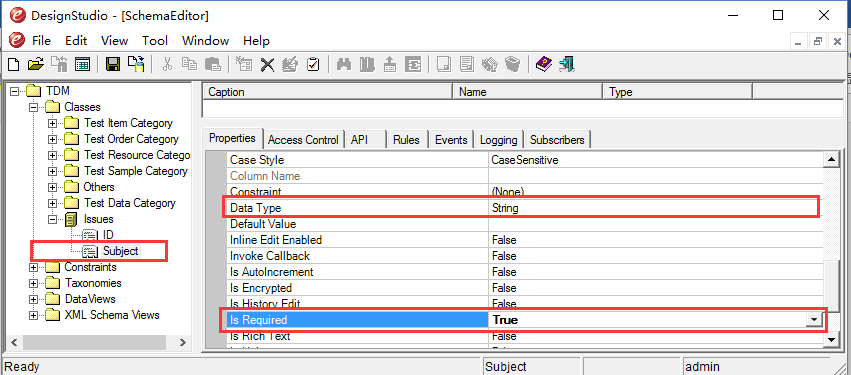 DesignStudio - [SchemaEditor]
File Edit View Tool Window Help
TDM
Classes
Test Item Category
Test Order Category
Test Resource Catego
Test Sample Category
Others
Test Data Category
Issues
ID
Subject
Constraints
Taxonomies
DataViews
XML Schema Views
Caption Name Type
Properties Access Control API Rules Events Logging Subscribers
Case Style CaseSensitive
Column Name
Constraint (None)
Data Type String
Default Value
Inline Edit Enabled False
Invoke Callback False
Is AutoIncrement False
Is Encrypted False
Is History Edit False
Is Required True
Is Rich Text False
Ready Subject admin